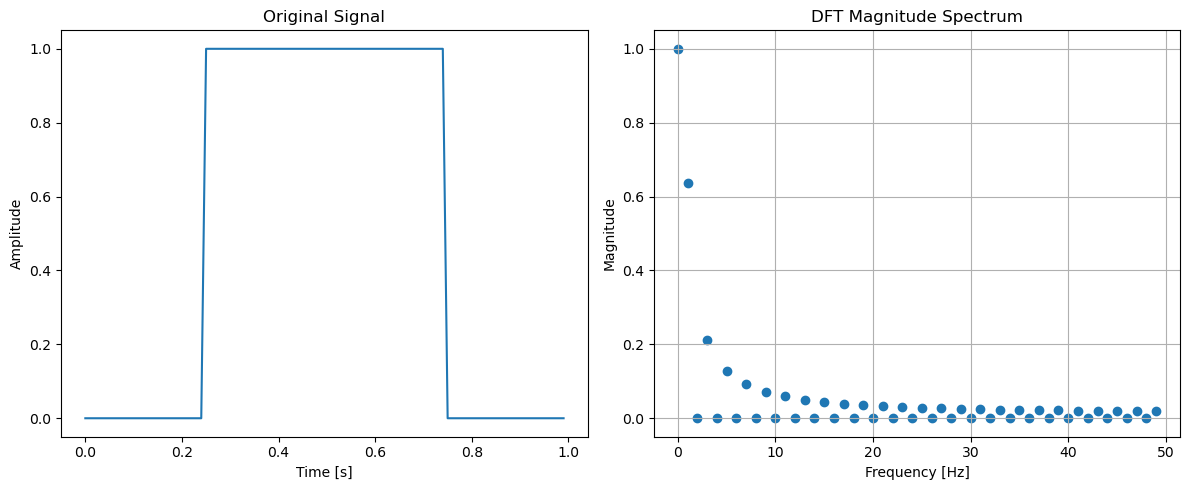 Original Signal
Amplitude
1.0
0.8
0.6
0.4
0.2
0.0
0.0 0.2 0.4 0.6 0.8 1.0
Time [s]
DFT Magnitude Spectrum
Magnitude
1.0
0.8
0.6
0.4
0.2
0.0
0 10 20 30 40 50
Frequency [Hz]